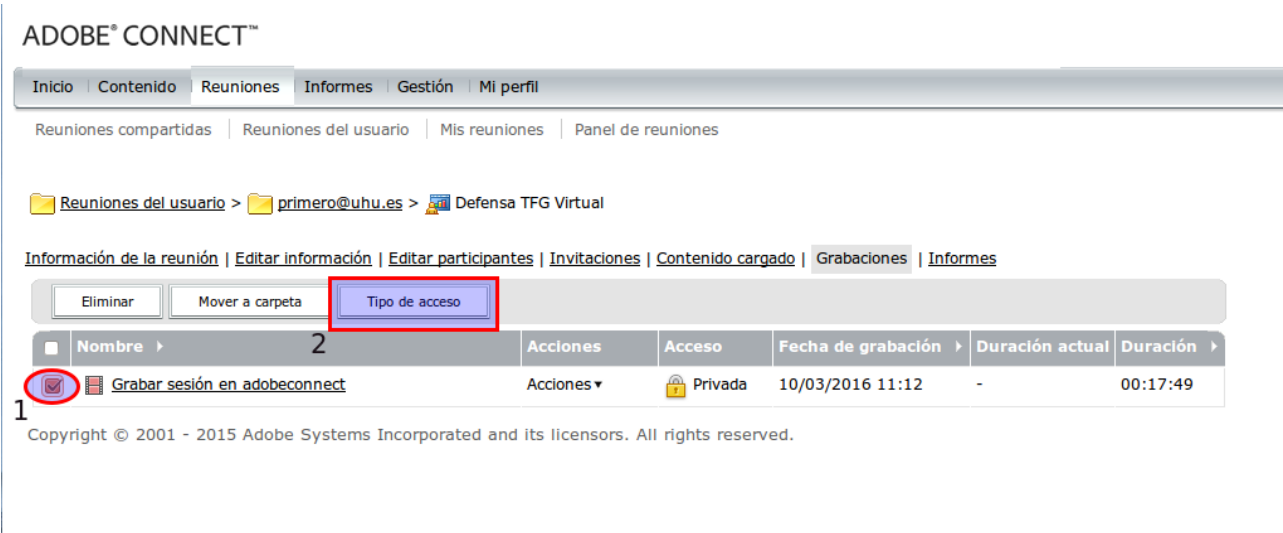 ADOBE® CONNECT™
Inicio | Contenido | Reuniones | Informes | Gestión | Mi perfil
Reuniones compartidas | Reuniones del usuario | Mis reuniones | Panel de reuniones
Reuniones del usuario > primero@uhu.es > Defensa TFG Virtual
Información de la reunión | Editar información | Editar participantes | Invitaciones | Contenido cargado | Grabaciones | Informes
Eliminar Mover a carpeta Tipo de acceso
2
Nombre Acciones Acceso Fecha de grabación Duración actual Duración
Grabar sesión en adobeconnect Acciones Privada 10/03/2016 11:12 - 00:17:49
1
Copyright © 2001 - 2015 Adobe Systems Incorporated and its licensors. All rights reserved.